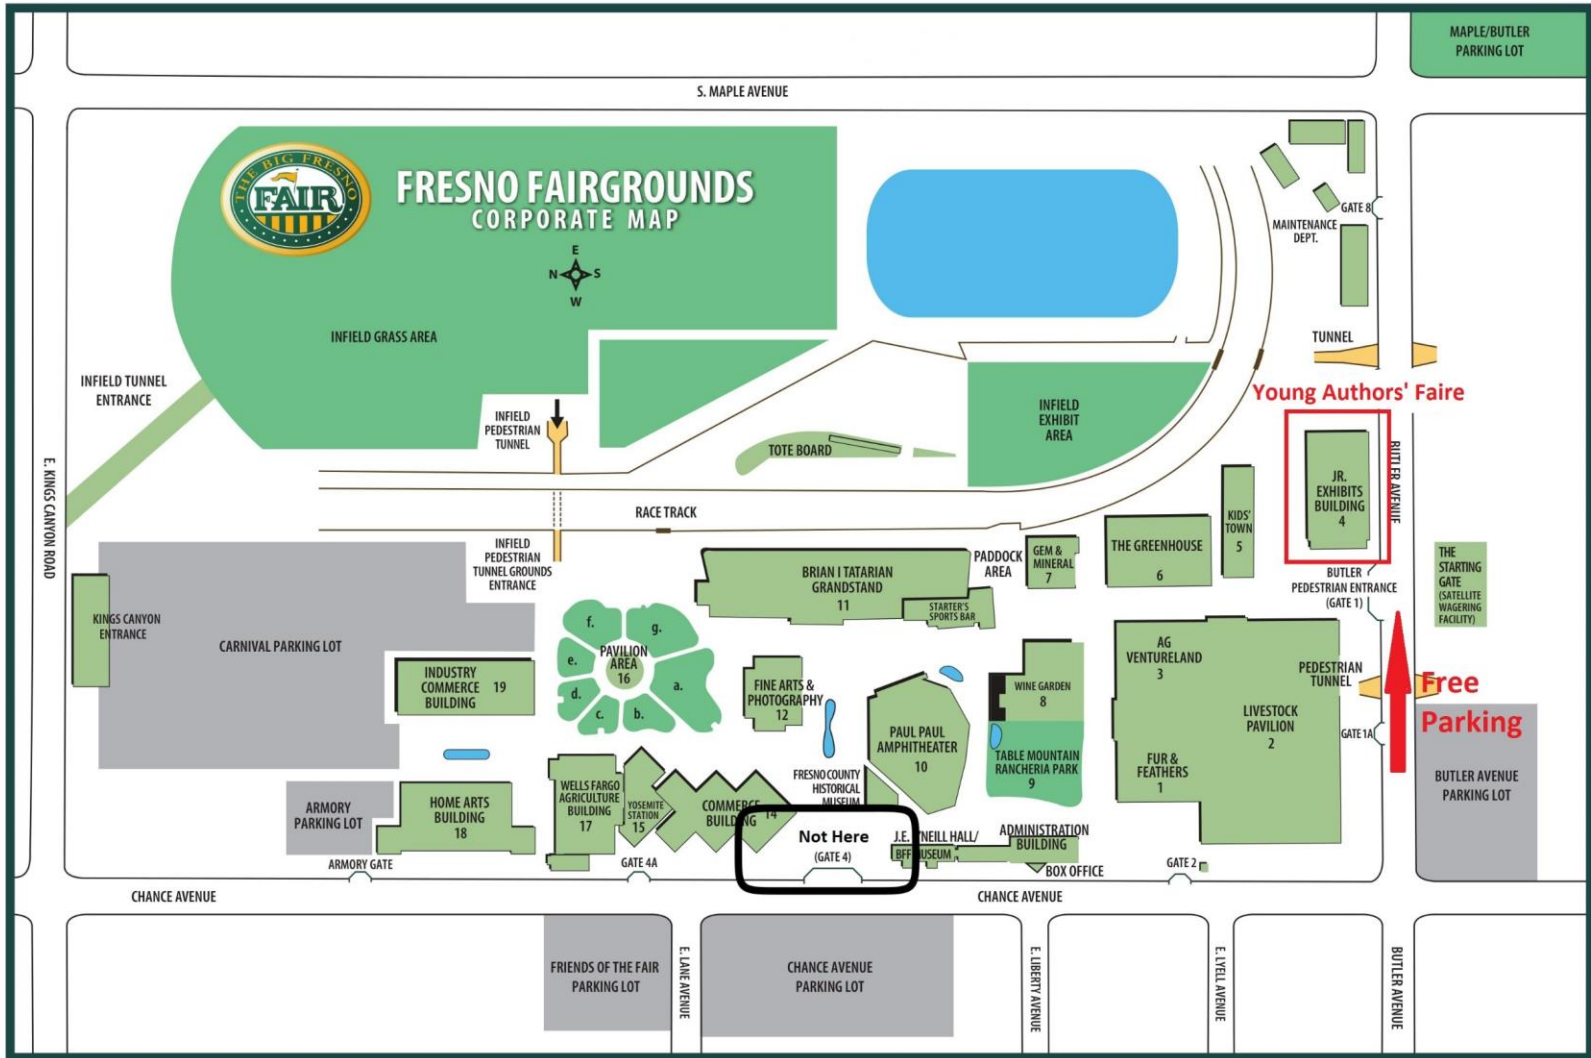 MAPLE/BUTLER
PARKING LOT
S. MAPLE AVENUE
THE BIG FRESNO
FAIR
FRESNO FAIRGROUNDS
CORPORATE MAP
E
N S
W
GATE 8
MAINTENANCE
DEPT.
INFIELD GRASS AREA
TUNNEL
INFIELD TUNNEL
ENTRANCE
Young Authors' Faire
INFIELD
PEDESTRIAN
TUNNEL
INFIELD
EXHIBIT
AREA
TOTE BOARD
E. KINGS CANYON ROAD
BUTLER AVENUE
JR.
EXHIBITS
BUILDING
4
RACE TRACK
KIDS'
TOWN
5
INFIELD
PEDESTRIAN
TUNNEL GROUNDS
ENTRANCE
PADDOCK
AREA
GEM &
MINERAL
7
THE GREENHOUSE
6
BRIAN I TATARIAN
GRANDSTAND
11
STARTER'S
SPORTS BAR
BUTLER
PEDESTRIAN ENTRANCE
(GATE 1)
THE
STARTING
GATE
(SATELLITE
WAGERING
FACILITY)
KINGS CANYON
ENTRANCE
CARNIVAL PARKING LOT
f.
g.
PAVILION
AREA
16
e.
d.
c.
b.
a.
INDUSTRY
COMMERCE 19
BUILDING
FINE ARTS &
PHOTOGRAPHY
12
WINE GARDEN
8
AG
VENTURELAND
3
PEDESTRIAN
TUNNEL
Free
Parking
LIVESTOCK
PAVILION
2
GATE 1A
PAUL PAUL
AMPHITHEATER
10
TABLE MOUNTAIN
RANCHERIA PARK
9
FUR &
FEATHERS
1
BUTLER AVENUE
PARKING LOT
FRESNO COUNTY
HISTORICAL
MUSEUM
ARMORY
PARKING LOT
HOME ARTS
BUILDING
18
WELLS FARGO
AGRICULTURE
BUILDING
17
YOSEMITE
STATION
15
COMMERCE
BUILDING 14
Not Here
(GATE 4)
J.E. 'NEILL HALL/
BFF MUSEUM
ADMINISTRATION
BUILDING
BOX OFFICE
ARMORY GATE
GATE 4A
GATE 2
CHANCE AVENUE
CHANCE AVENUE
FRIENDS OF THE FAIR
PARKING LOT
E. LANE AVENUE
CHANCE AVENUE
PARKING LOT
E. LIBERTY AVENUE
E. LYELL AVENUE
BUTLER AVENUE